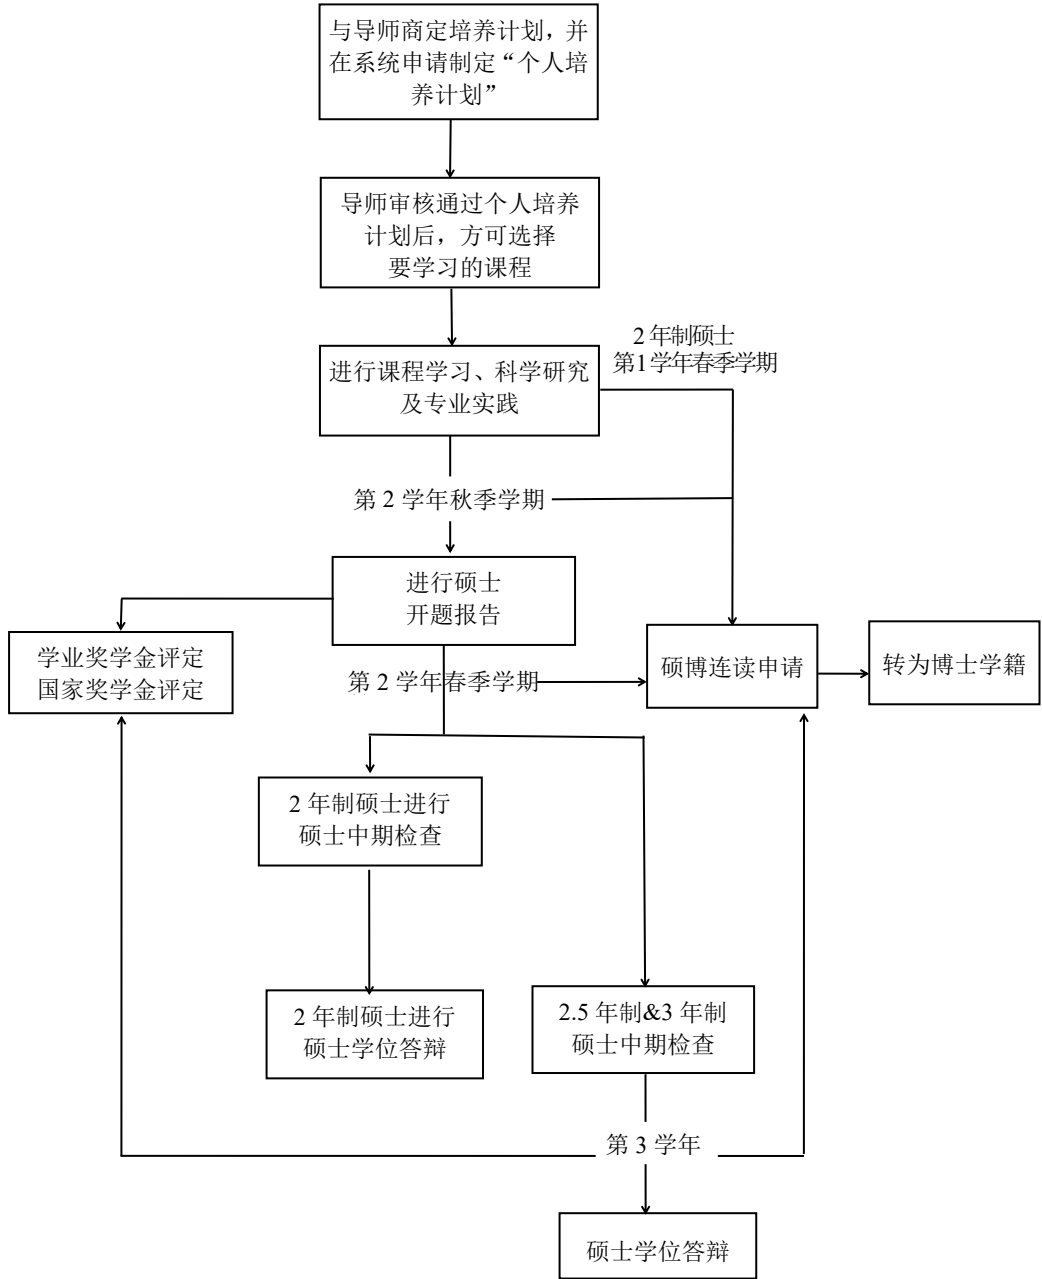 与导师商定培养计划，并
在系统申请制定“个人培
养计划”
导师审核通过个人培养
计划后，方可选择
要学习的课程
2 年制硕士
第1 学年春季学期
进行课程学习、科学研究
及专业实践
第 2 学年秋季学期
进行硕士
开题报告
学业奖学金评定
国家奖学金评定
第 2 学年春季学期
硕博连读申请
转为博士学籍
2 年制硕士进行
硕士中期检查
2 年制硕士进行
硕士学位答辩
2.5 年制&3 年制
硕士中期检查
第 3 学年
硕士学位答辩